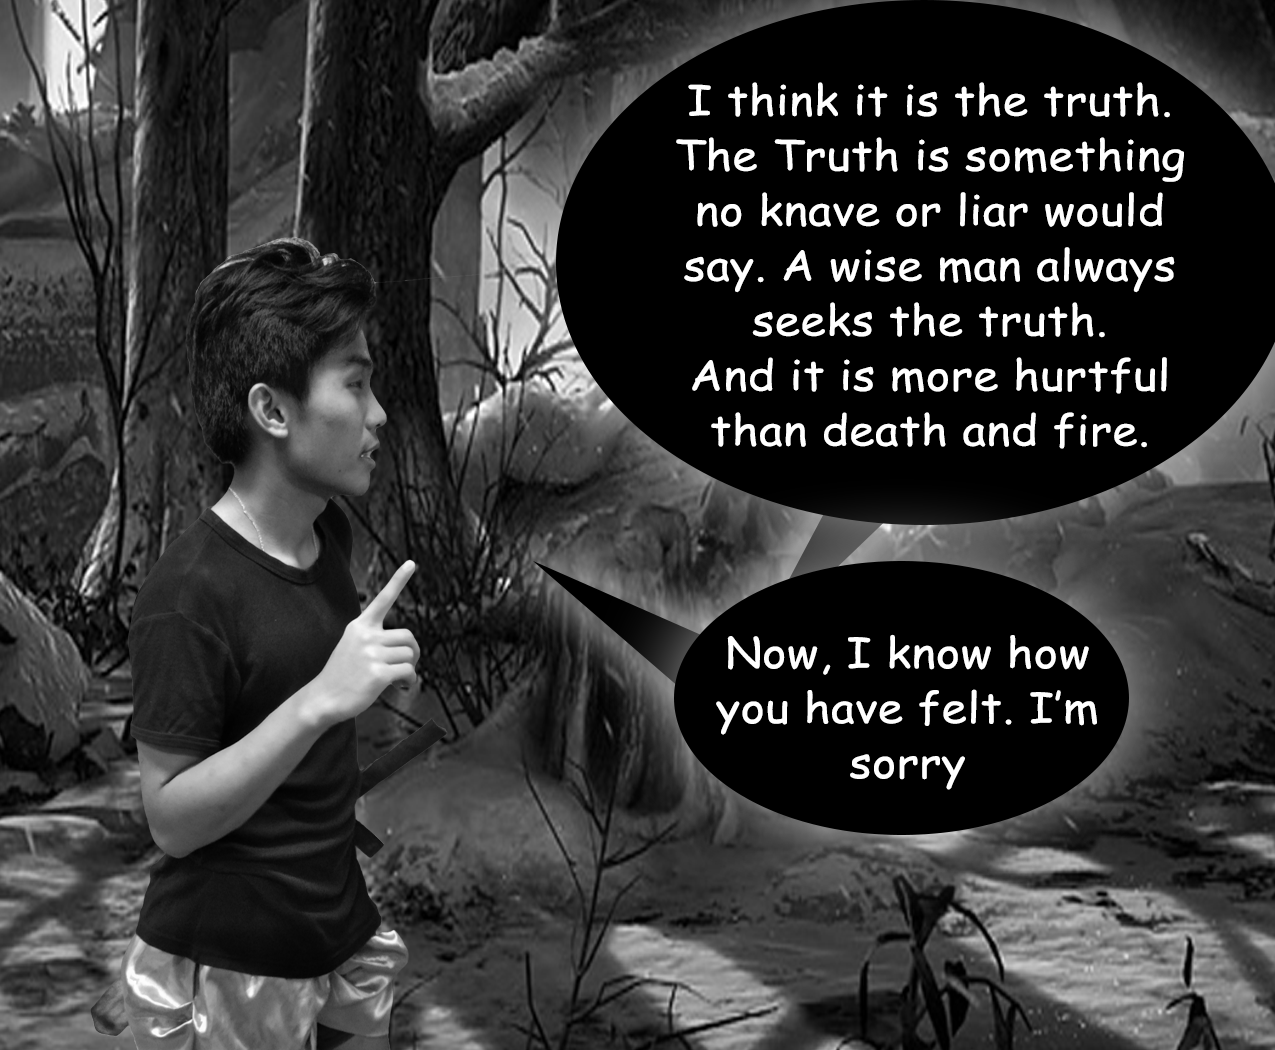 I think it is the truth.
The Truth is something
no knave or liar would
say. A wise man always
seeks the truth.
And it is more hurtful
than death and fire.
Now, I know how
you have felt. I'm
sorry